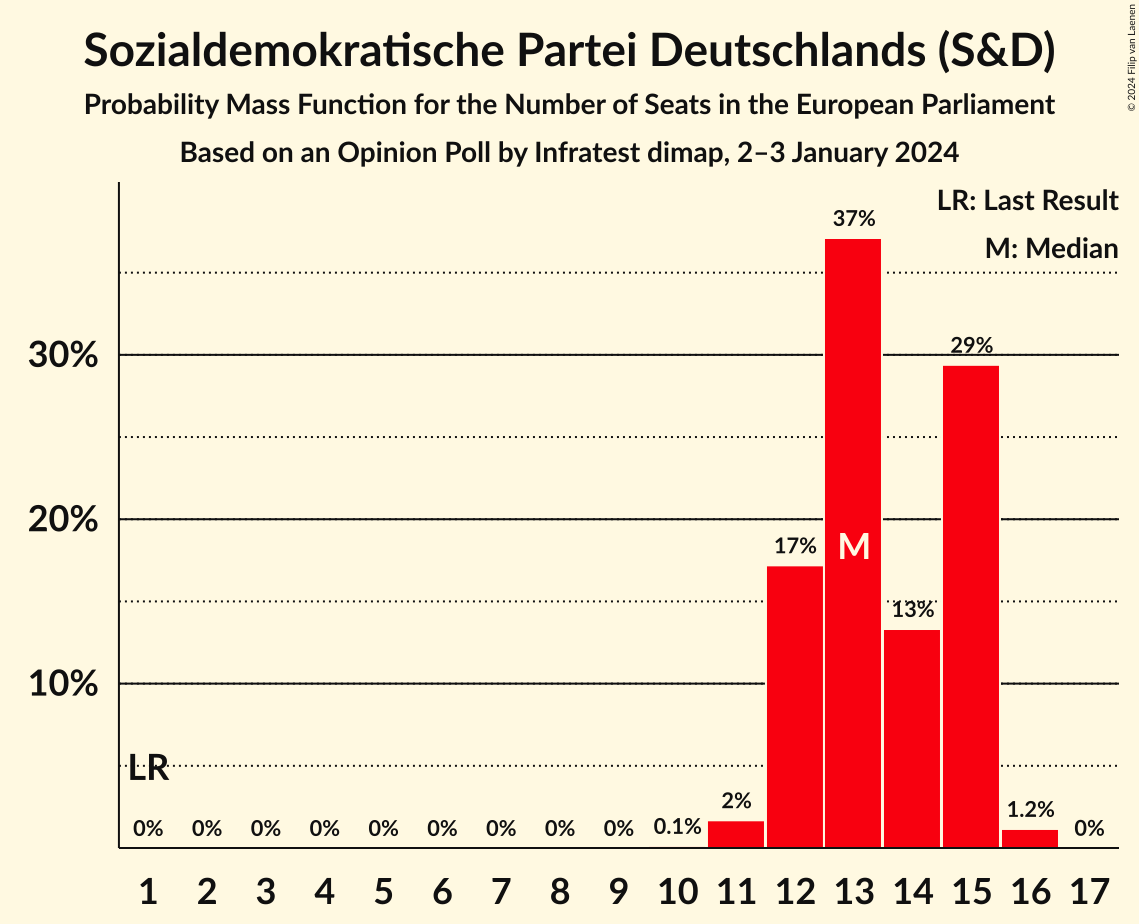 Sozialdemokratische Partei Deutschlands (S&D)
Probability Mass Function for the Number of Seats in the European Parliament
Based on an Opinion Poll by Infratest dimap, 2–3 January 2024
© 2024 Filip van Laenen
LR: Last Result
M: Median
37%
30%
29%
20%
17%
M
13%
10%
LR
0% 0% 0% 0% 0% 0% 0% 0% 0% 0.1% 2% 1.2% 0%
1 2 3 4 5 6 7 8 9 10 11 12 13 14 15 16 17